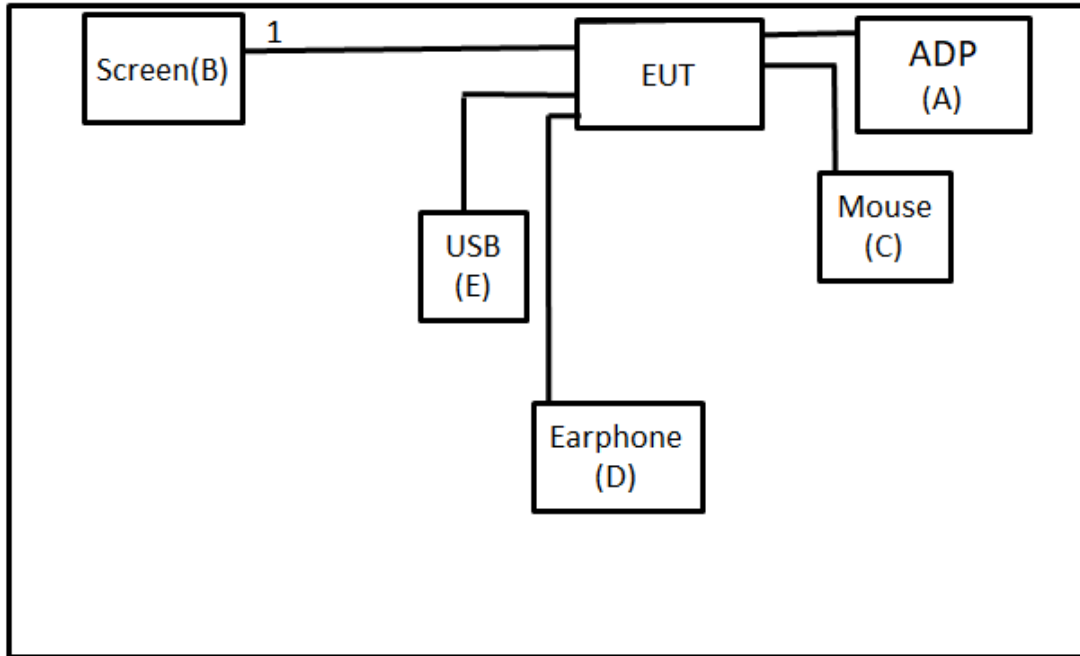 Screen(B)
1
EUT
ADP
(A)
Mouse
(C)
USB
(E)
Earphone
(D)